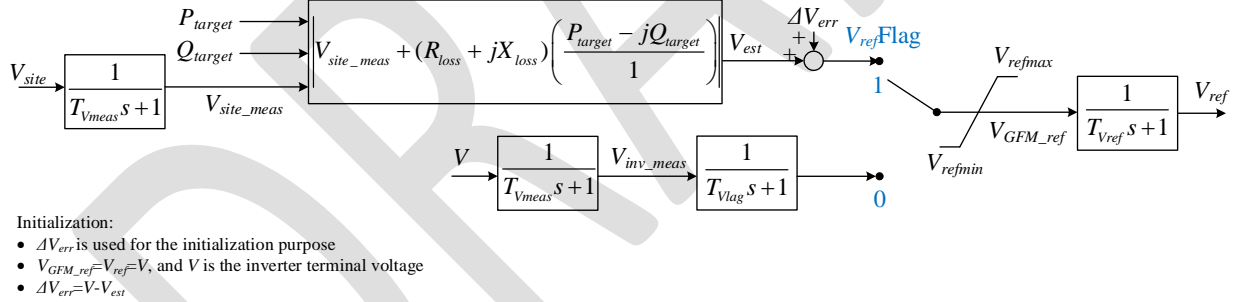 P_target
Q_target
V_site
1
T_Vmeas s+1
V_site_meas
|V_site_meas + (R_loss + jX_loss)((P_target − jQ_target)/1)|
V_est
ΔV_err
+
+
V_ref Flag
1
V_refmax
V_refmin
V_GFM_ref
1
T_Vref s+1
V_ref
V
1
T_Vmeas s+1
V_inv_meas
1
T_Vlag s+1
0
Initialization:
• ΔV_err is used for the initialization purpose
• V_GFM_ref=V_ref=V, and V is the inverter terminal voltage
• ΔV_err=V-V_est
DRA